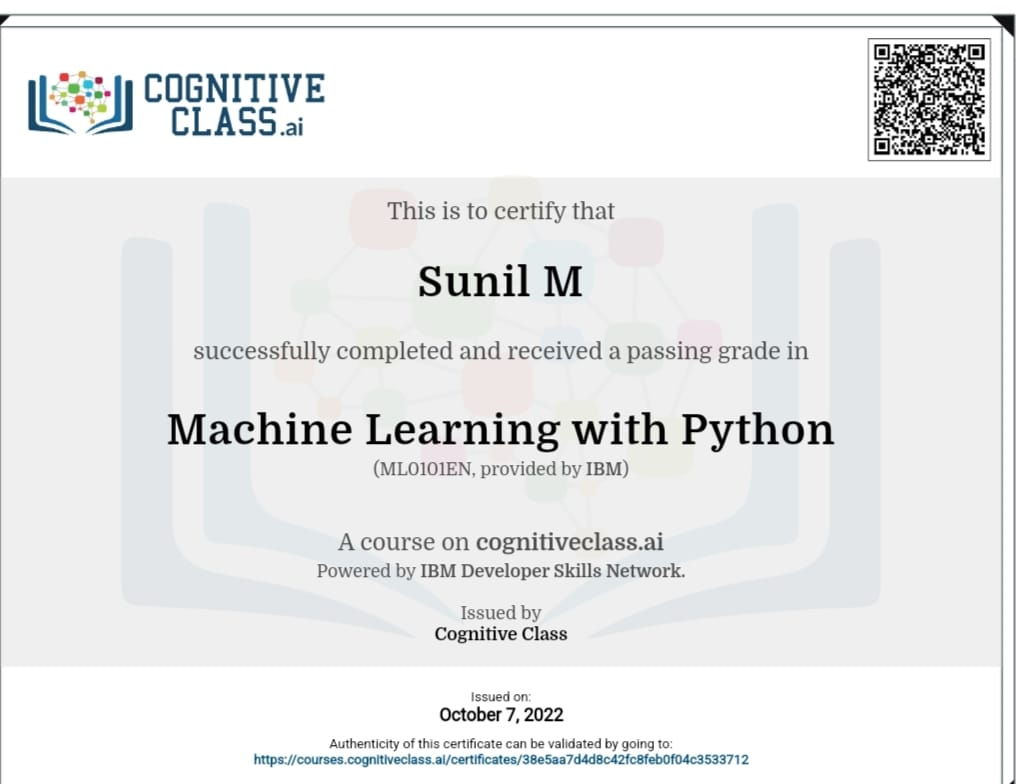 COGNITIVE
CLASS.ai
This is to certify that
Sunil M
successfully completed and received a passing grade in
Machine Learning with Python
(ML0101EN, provided by IBM)
A course on cognitiveclass.ai
Powered by IBM Developer Skills Network.
Issued by
Cognitive Class
Issued on:
October 7, 2022
Authenticity of this certificate can be validated by going to:
https://courses.cognitiveclass.ai/certificates/38e5aa7d4d8c42fc8feb0f04c3533712